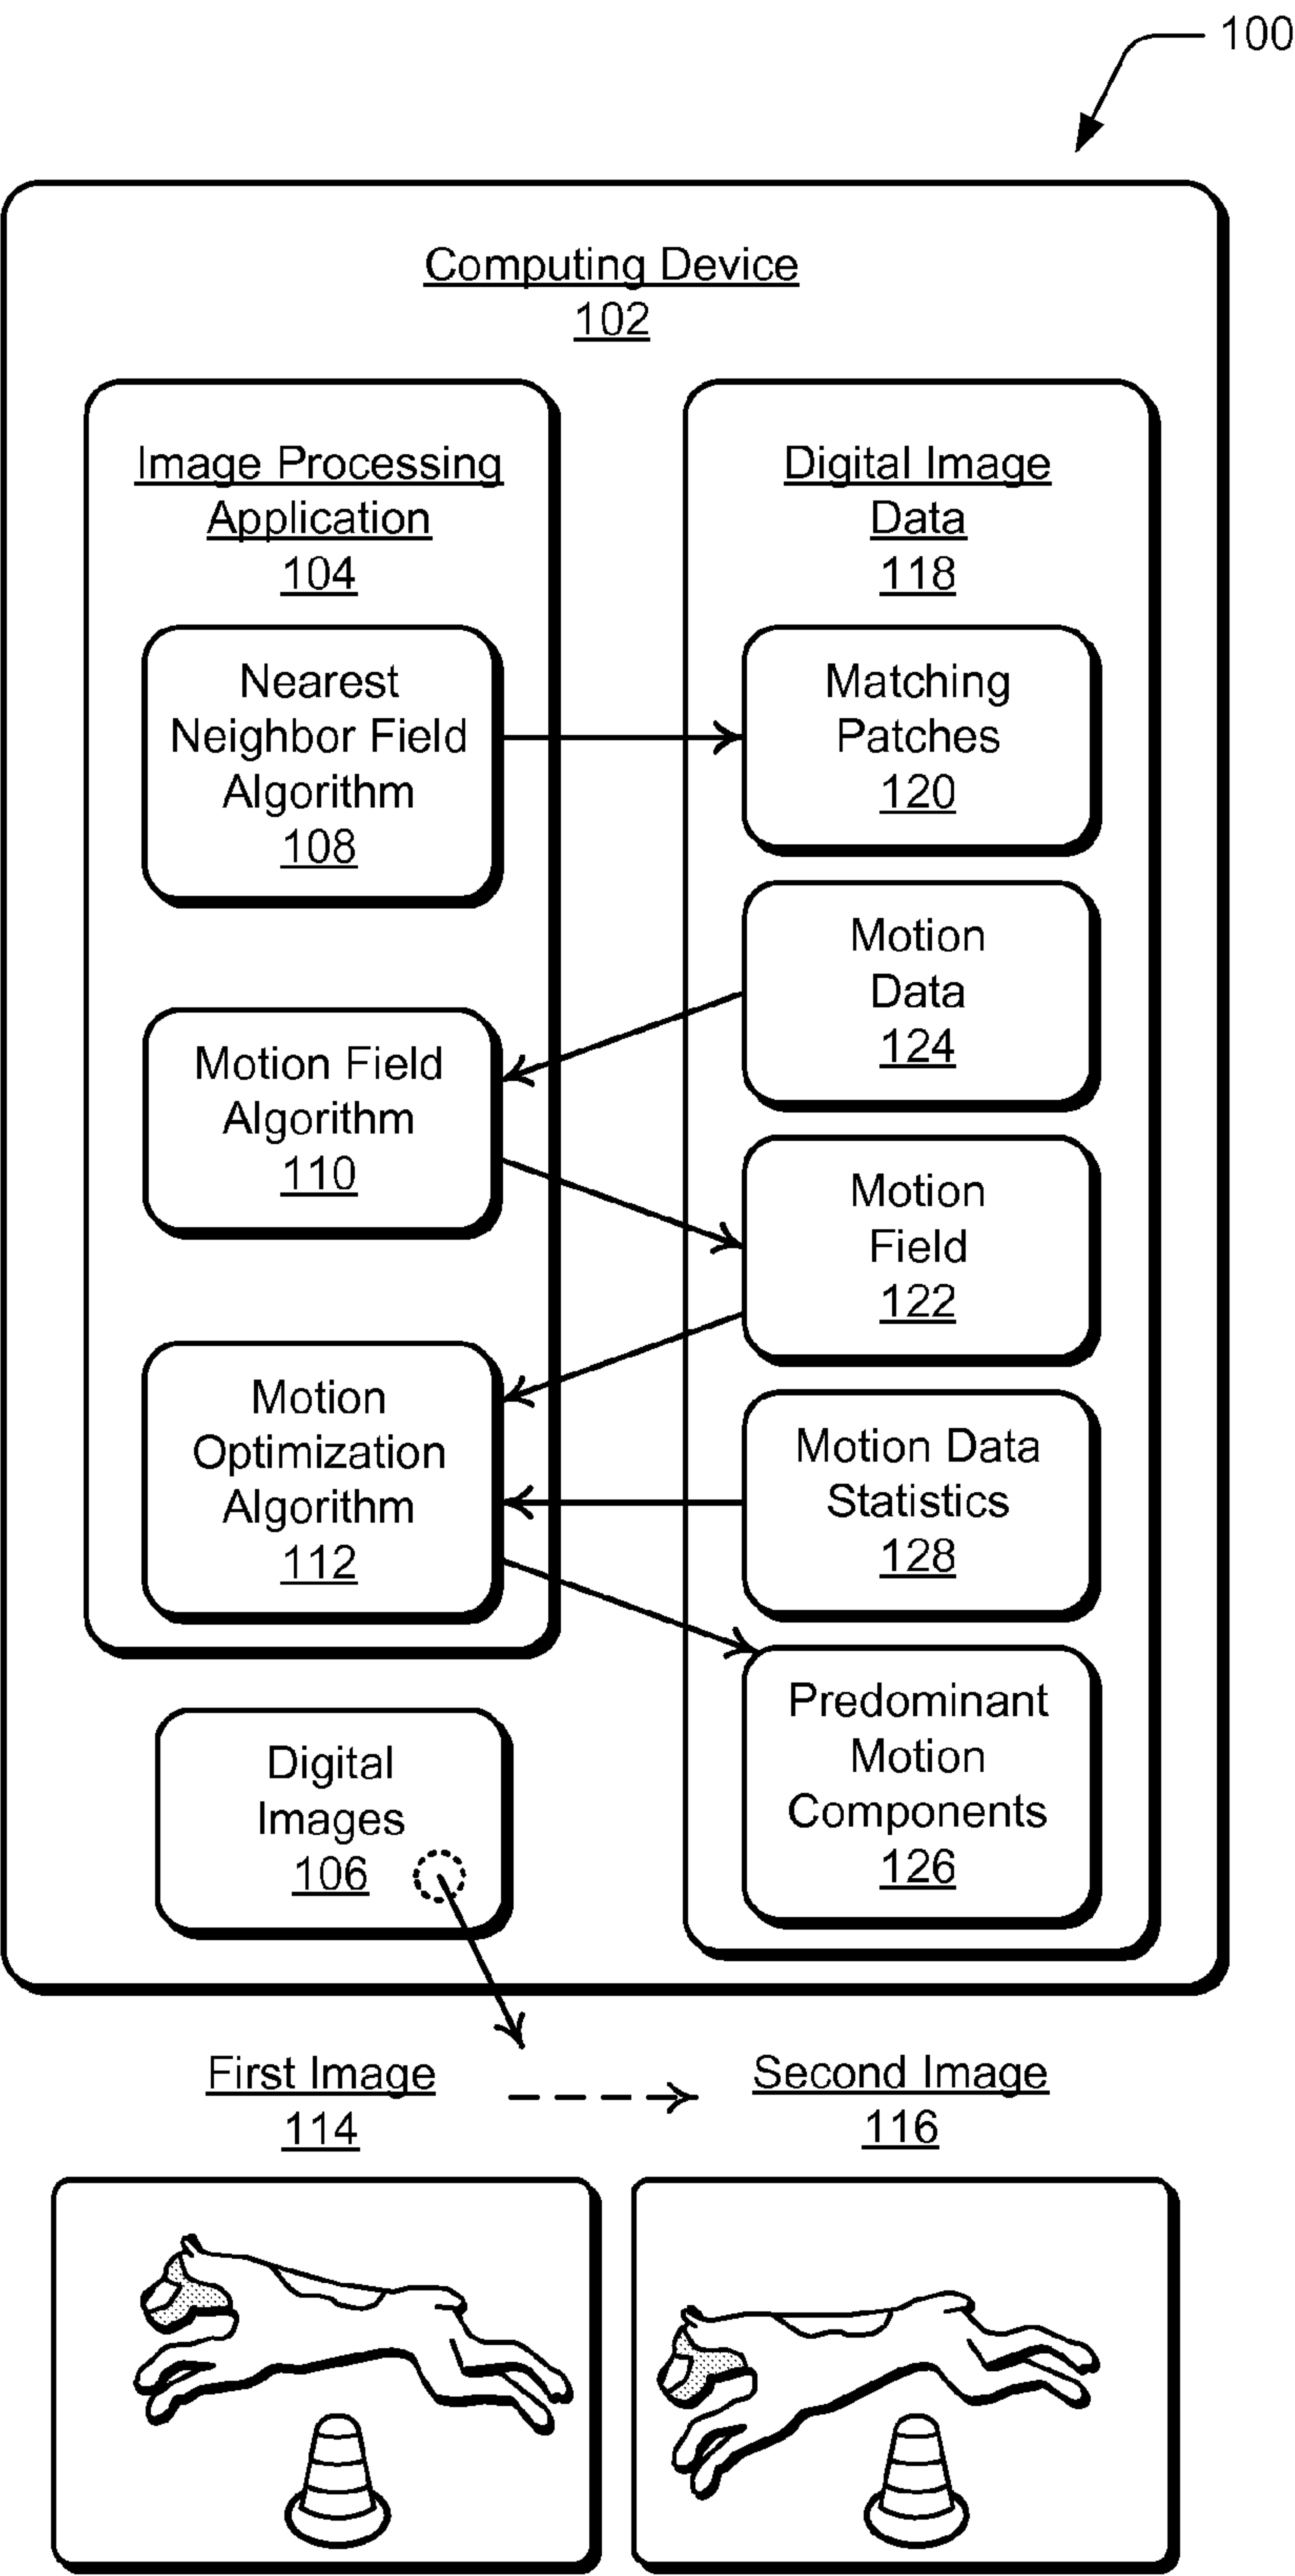 100
Computing Device
102
Image Processing
Application
104
Nearest
Neighbor Field
Algorithm
108
Motion Field
Algorithm
110
Motion
Optimization
Algorithm
112
Digital
Images
106
Digital Image
Data
118
Matching
Patches
120
Motion
Data
124
Motion
Field
122
Motion Data
Statistics
128
Predominant
Motion
Components
126
First Image
114
Second Image
116